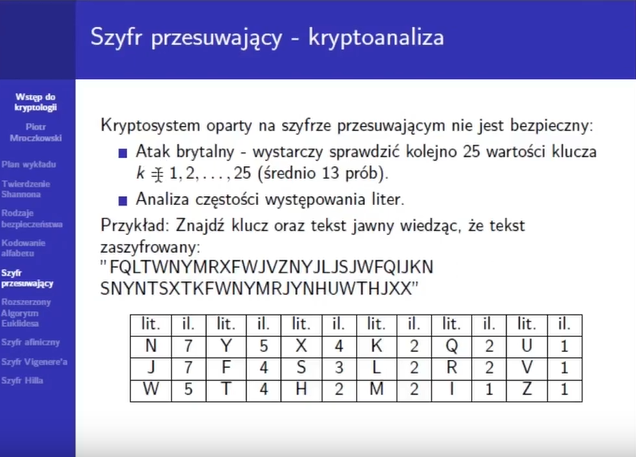 Szyfr przesuwający - kryptoanaliza
Wstęp do
kryptologii
Piotr
Mroczkowski
Plan wykładu
Twierdzenie
Shannona
Rodzaje
bezpieczeństwa
Kodowanie
alfabetu
Szyfr
przesuwający
Rozszerzony
Algorytm
Euklidesa
Szyfr afiniczny
Szyfr Vigenere'a
Szyfr Hilla
Kryptosystem oparty na szyfrze przesuwającym nie jest bezpieczny:
Atak brytalny - wystarczy sprawdzić kolejno 25 wartości klucza
k = 1, 2, . . . , 25 (średnio 13 prób).
Analiza częstości występowania liter.
Przykład: Znajdź klucz oraz tekst jawny wiedząc, że tekst
zaszyfrowany:
"FQLTWNYMRXFWJVZNYJLJSJWFQIJKN
SNYNTSXTKFWNYMRJYNHUWTHJXX"
lit. il. lit. il. lit. il. lit. il. lit. il. lit. il.
N 7 Y 5 X 4 K 2 Q 2 U 1
J 7 F 4 S 3 L 2 R 2 V 1
W 5 T 4 H 2 M 2 I 1 Z 1